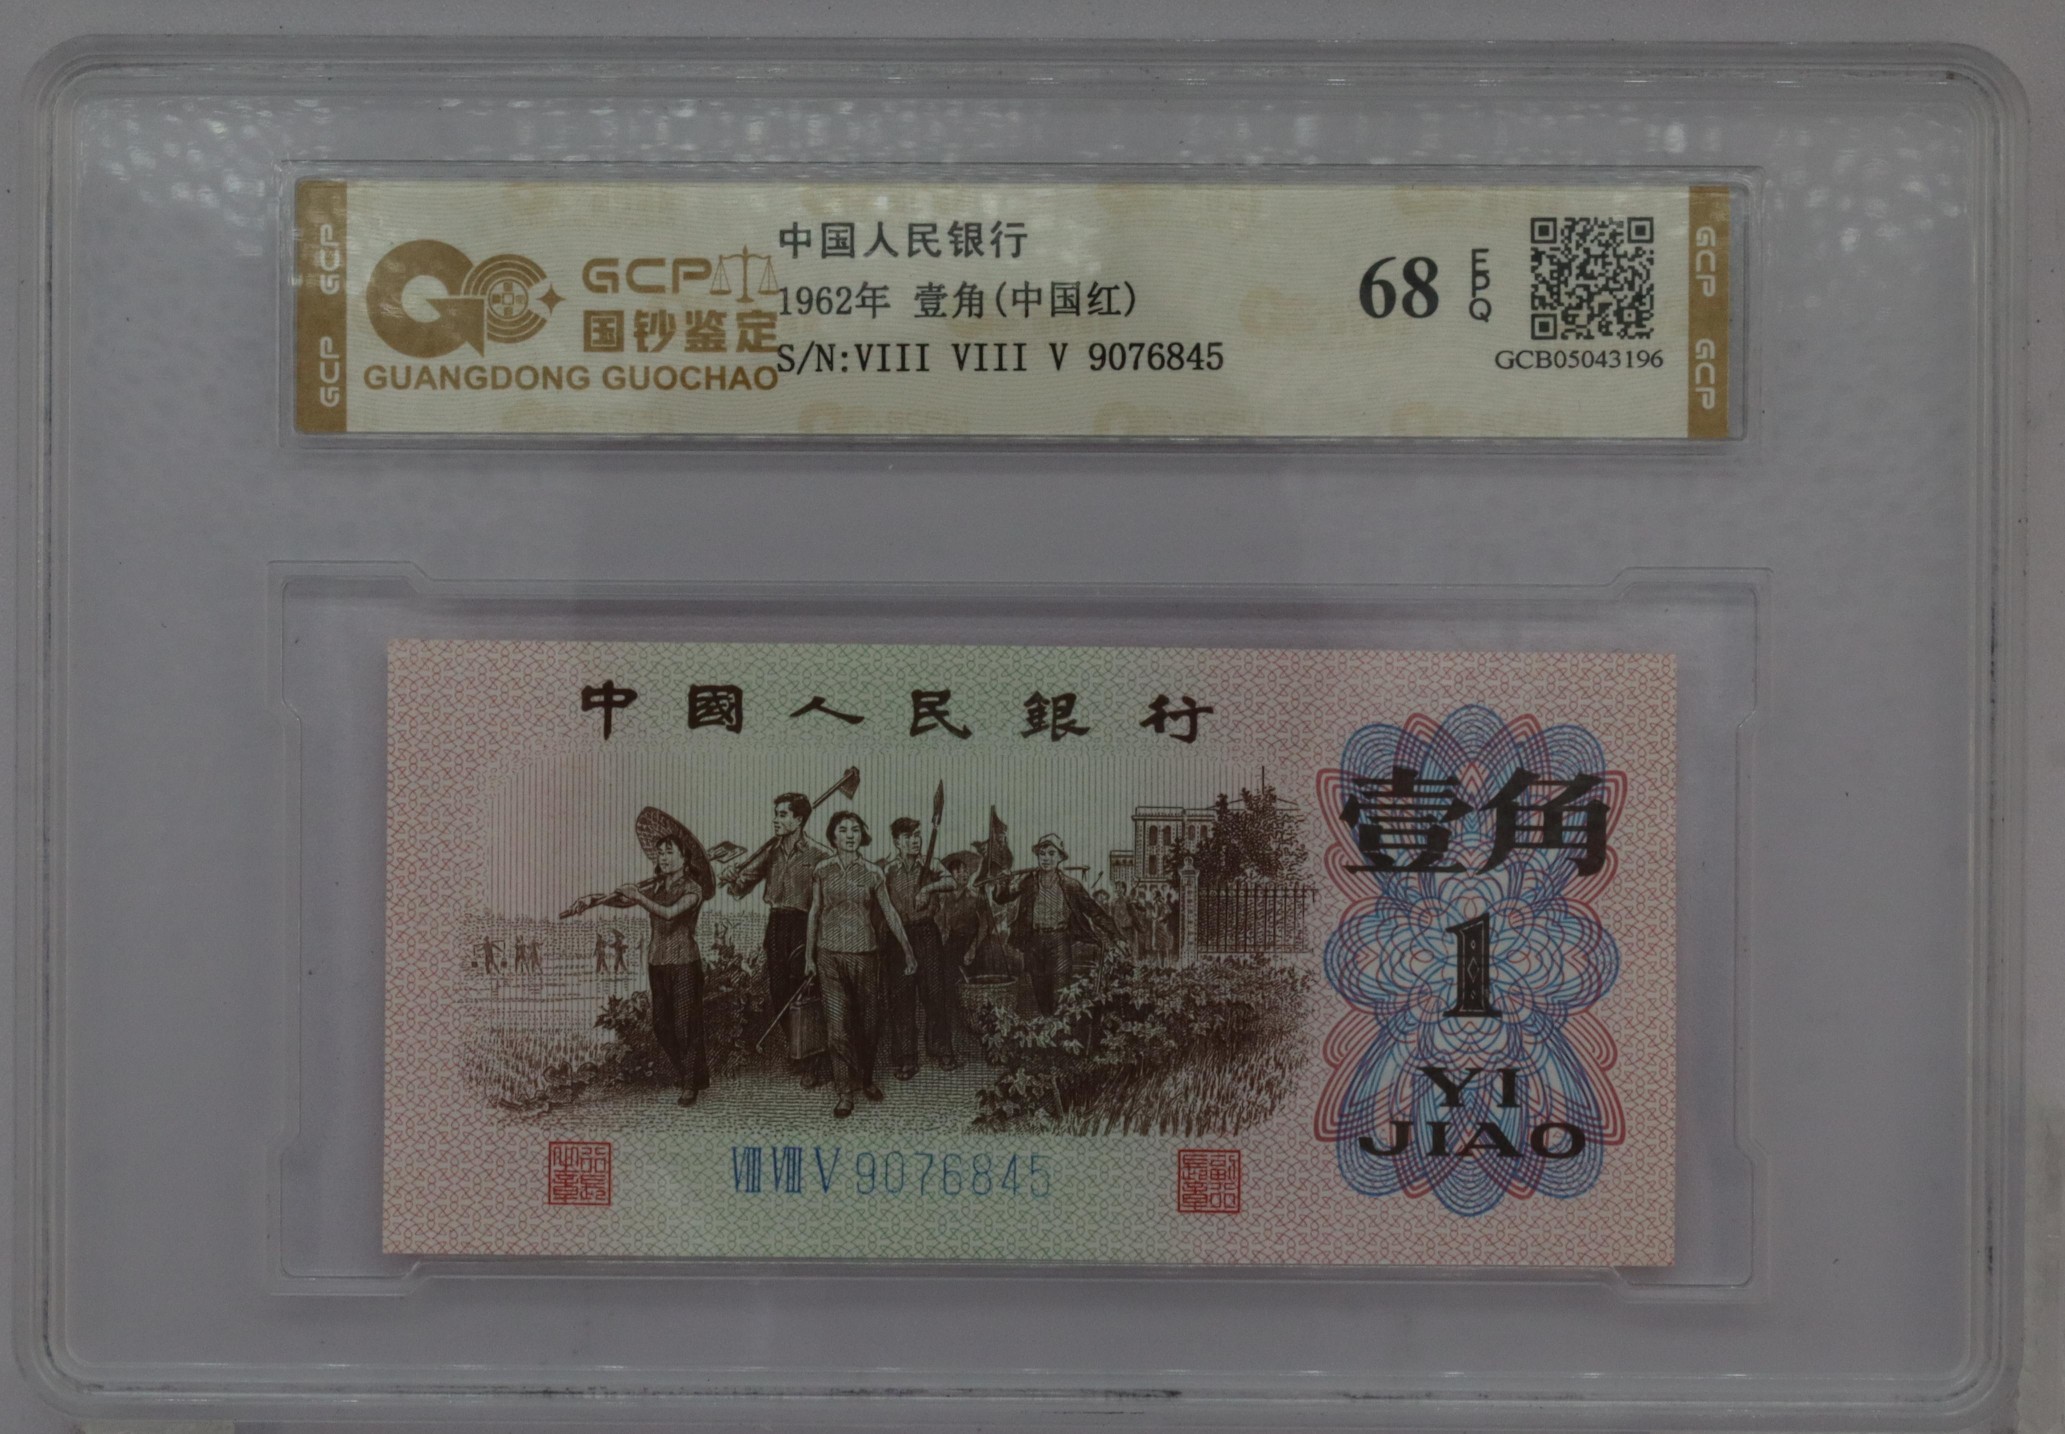 GCP
GCP
GCP
国钞鉴定
GUANGDONG GUOCHAO
中国人民银行
1962年 壹角(中国红)
S/N:VIII VIII V 9076845
68
EPQ
GCB05043196
GCP
GCP
中國人民銀行
壹角
1
YI
JIAO
VIII VIII V 9076845